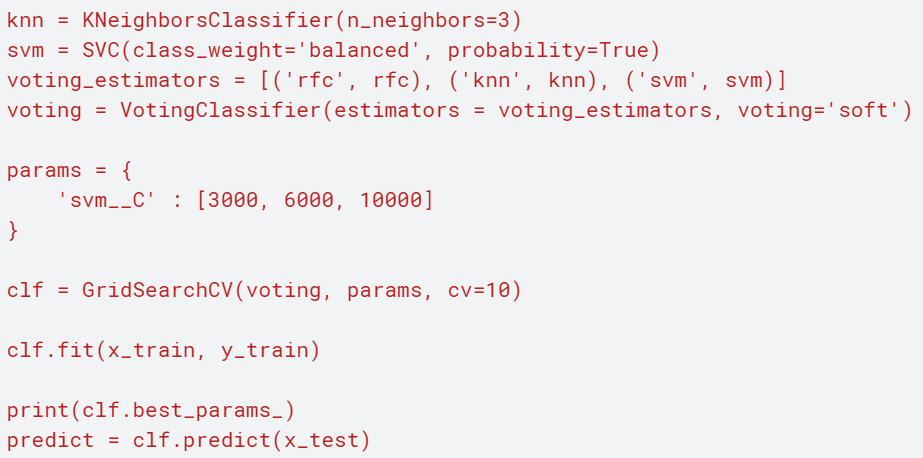 knn = KNeighborsClassifier(n_neighbors=3)
svm = SVC(class_weight='balanced', probability=True)
voting_estimators = [('rfc', rfc), ('knn', knn), ('svm', svm)]
voting = VotingClassifier(estimators = voting_estimators, voting='soft')
params = {
    'svm__C' : [3000, 6000, 10000]
}
clf = GridSearchCV(voting, params, cv=10)
clf.fit(x_train, y_train)
print(clf.best_params_)
predict = clf.predict(x_test)